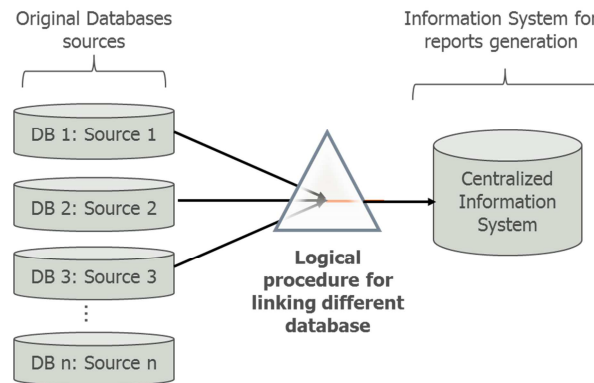 Original Databases
sources
Information System for
reports generation
DB 1: Source 1
DB 2: Source 2
DB 3: Source 3
⋮
DB n: Source n
Logical
procedure for
linking different
database
Centralized
Information
System